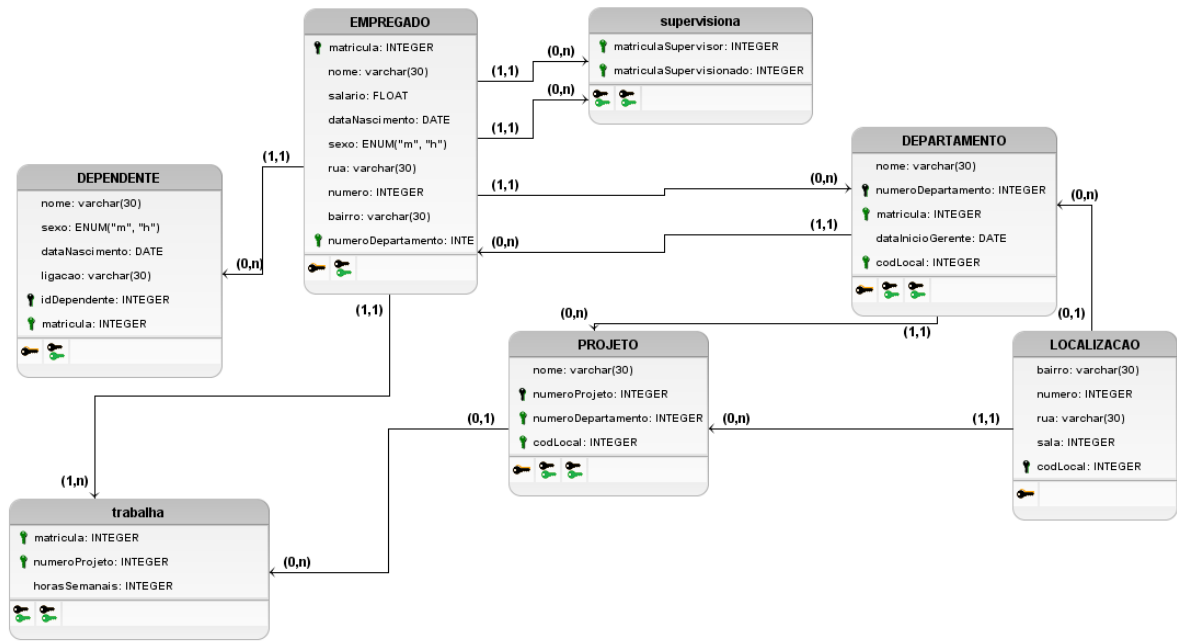 EMPREGADO
matricula: INTEGER
nome: varchar(30)
salario: FLOAT
dataNascimento: DATE
sexo: ENUM("m", "h")
rua: varchar(30)
numero: INTEGER
bairro: varchar(30)
numeroDepartamento: INTE
supervisiona
matriculaSupervisor: INTEGER
matriculaSupervisionado: INTEGER
(0,n)
(1,1)
(0,n)
(1,1)
DEPARTAMENTO
nome: varchar(30)
numeroDepartamento: INTEGER
matricula: INTEGER
dataInicioGerente: DATE
codLocal: INTEGER
(1,1)
(0,n)
(1,1)
(0,n)
(0,n)
(0,1)
DEPENDENTE
nome: varchar(30)
sexo: ENUM("m", "h")
dataNascimento: DATE
ligacao: varchar(30)
idDependente: INTEGER
matricula: INTEGER
(1,1)
(0,n)
(1,1)
(0,n)
(1,1)
PROJETO
nome: varchar(30)
numeroProjeto: INTEGER
numeroDepartamento: INTEGER
codLocal: INTEGER
(0,1)
(0,n)
(1,1)
LOCALIZACAO
bairro: varchar(30)
numero: INTEGER
rua: varchar(30)
sala: INTEGER
codLocal: INTEGER
(1,n)
trabalha
matricula: INTEGER
numeroProjeto: INTEGER
horasSemanais: INTEGER
(0,n)